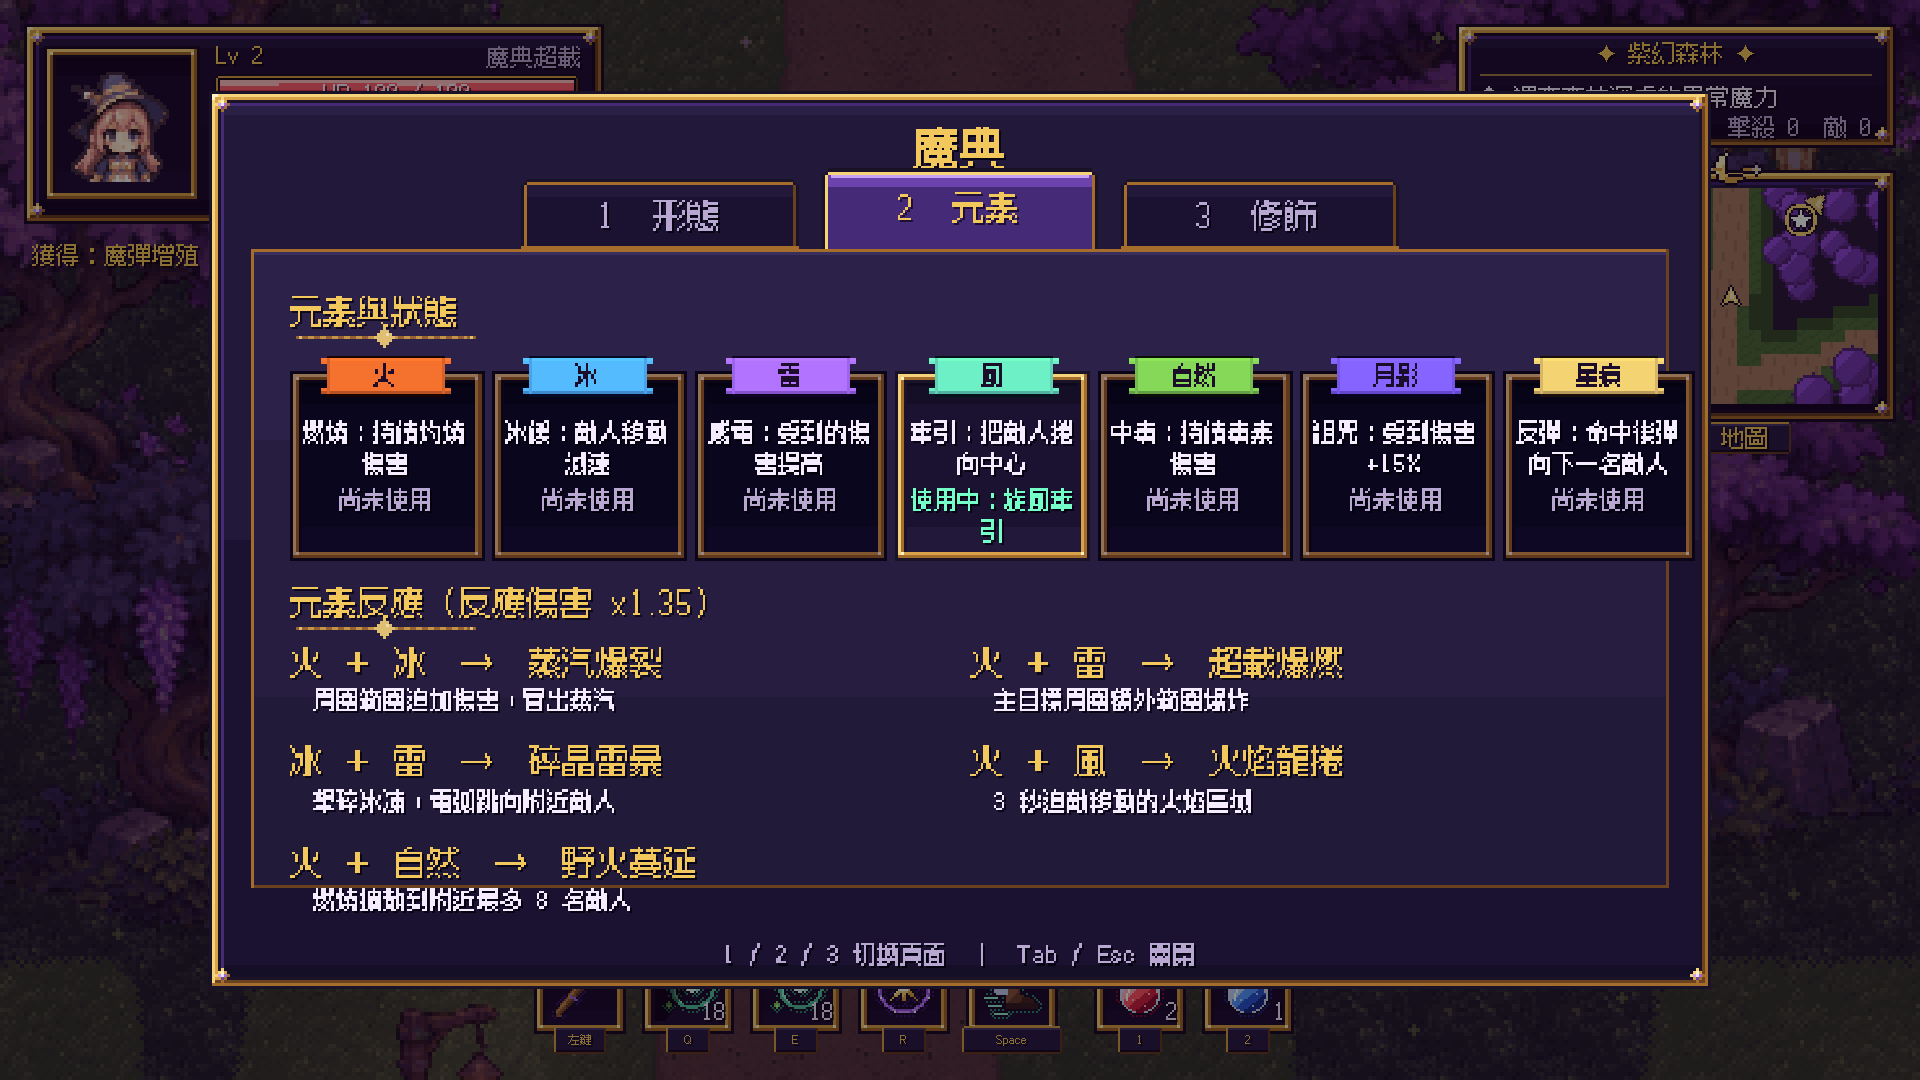 Lv 2
魔典超載
✦ 紫幻森林 ✦
常魔力
擊殺 0 敵 0
獲得：魔彈增殖
地圖
魔典
1 形態
2 元素
3 修飾
元素與狀態
火
燃燒：持續灼燒
傷害
尚未使用
冰
冰緩：敵人移動
減速
尚未使用
雷
感電：受到的傷
害提高
尚未使用
風
牽引：把敵人捲
向中心
使用中：旋風牽
引
自然
中毒：持續毒素
傷害
尚未使用
月影
詛咒：受到傷害
+15%
尚未使用
星痕
反彈：命中後彈
向下一名敵人
尚未使用
元素反應（反應傷害 x1.35）
火 + 冰 → 蒸汽爆裂
周圍範圍追加傷害，冒出蒸汽
火 + 雷 → 超載爆燃
主目標周圍額外範圍爆炸
冰 + 雷 → 碎晶雷暴
擊碎冰凍，電弧跳向附近敵人
火 + 風 → 火焰龍捲
3 秒追敵移動的火焰區域
火 + 自然 → 野火蔓延
燃燒擴散到附近最多 8 名敵人
1 / 2 / 3 切換頁面 | Tab / Esc 關閉
18
18
2
1
左鍵
Q
E
R
Space
1
2